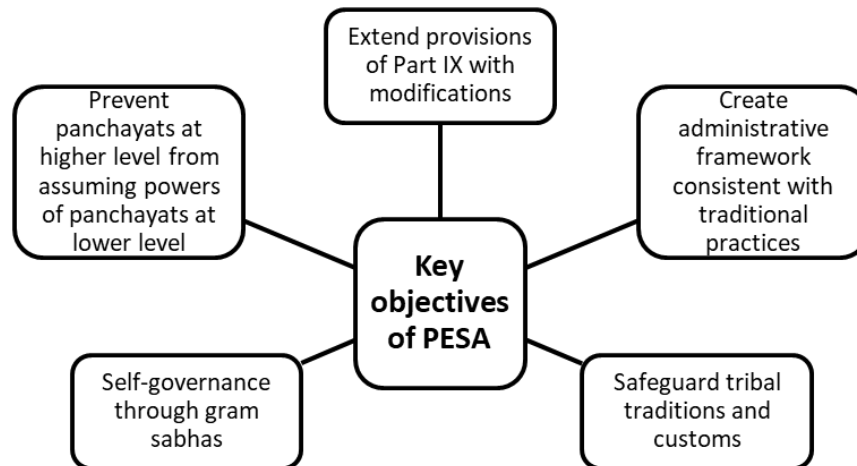 Extend provisions
of Part IX with
modifications
Prevent
panchayats at
higher level from
assuming powers
of panchayats at
lower level
Create
administrative
framework
consistent with
traditional
practices
Key
objectives
of PESA
Self-governance
through gram
sabhas
Safeguard tribal
traditions and
customs